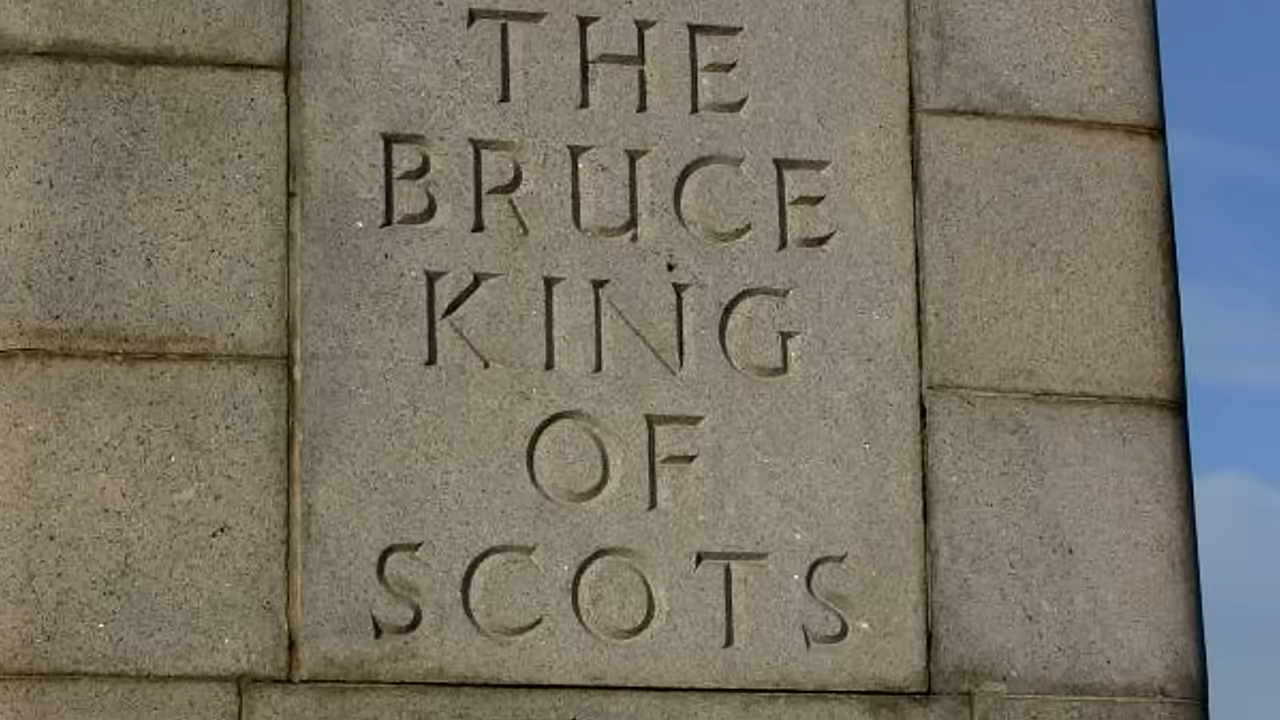 THE
BRUCE
KING
OF
SCOTS